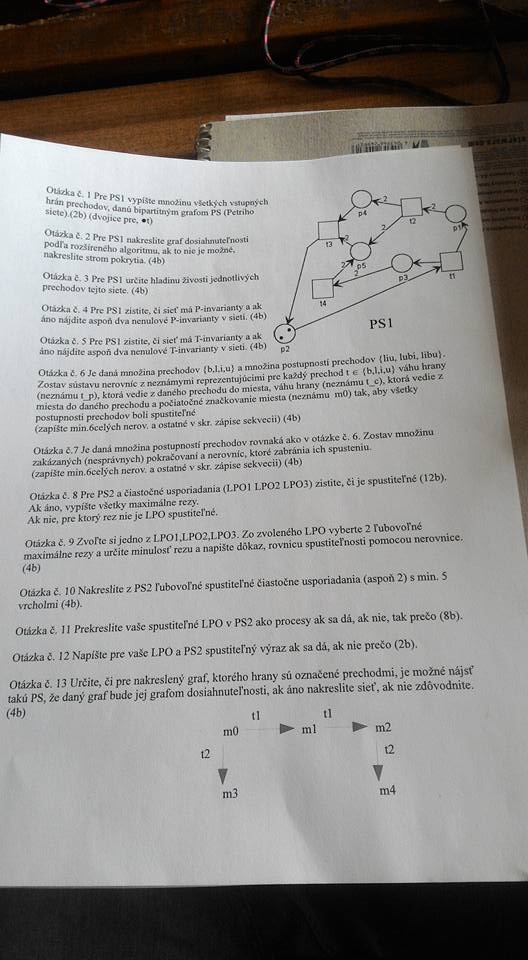 Otázka č. 1 Pre PS1 vypíšte množinu všetkých vstupných
hrán prechodov, danú bipartitným grafom PS (Petriho
siete).(2b) (dvojice pre, ●t)
Otázka č. 2 Pre PS1 nakreslite graf dosiahnuteľnosti
podľa rozšíreného algoritmu, ak to nie je možné,
nakreslite strom pokrytia. (4b)
Otázka č. 3 Pre PS1 určite hladinu živosti jednotlivých
prechodov tejto siete. (4b)
Otázka č. 4 Pre PS1 zistite, či sieť má P-invarianty a ak
áno nájdite aspoň dva nenulové P-invarianty v sieti. (4b)
Otázka č. 5 Pre PS1 zistite, či sieť má T-invarianty a ak
áno nájdite aspoň dva nenulové T-invarianty v sieti. (4b)
p4
2
t2
2
p1
t3
2
2
p5
2
2
p3
t1
t4
p2
PS1
Otázka č. 6 Je daná množina prechodov {b,l,i,u} a množina postupností prechodov {liu, lubi, libu}.
Zostav sústavu nerovníc z neznámymi reprezentujúcimi pre každý prechod t ∈ {b,l,i,u} váhu hrany
(neznámu t_p), ktorá vedie z daného prechodu do miesta, váhu hrany (neznámu t_c), ktorá vedie z
miesta do daného prechodu a počiatočné značkovanie miesta (neznámu m0) tak, aby všetky
postupnosti prechodov boli spustiteľné
(zapíšte min.6celých nerov. a ostatné v skr. zápise sekvecii) (4b)
Otázka č.7 Je daná množina postupností prechodov rovnaká ako v otázke č. 6. Zostav množinu
zakázaných (nesprávnych) pokračovaní a nerovníc, ktoré zabránia ich spusteniu.
(zapíšte min.6celých nerov. a ostatné v skr. zápise sekvecii) (4b)
Otázka č. 8 Pre PS2 a čiastočné usporiadania (LPO1 LPO2 LPO3) zistite, či je spustiteľné (12b).
Ak áno, vypíšte všetky maximálne rezy.
Ak nie, pre ktorý rez nie je LPO spustiteľné.
Otázka č. 9 Zvoľte si jedno z LPO1,LPO2,LPO3. Zo zvoleného LPO vyberte 2 ľubovoľné
maximálne rezy a určite minulosť rezu a napíšte dôkaz, rovnicu spustiteľnosti pomocou nerovnice.
(4b)
Otázka č. 10 Nakreslite z PS2 ľubovoľné spustiteľné čiastočne usporiadania (aspoň 2) s min. 5
vrcholmi (4b).
Otázka č. 11 Prekreslite vaše spustiteľné LPO v PS2 ako procesy ak sa dá, ak nie, tak prečo (8b).
Otázka č. 12 Napíšte pre vaše LPO a PS2 spustiteľný výraz ak sa dá, ak nie prečo (2b).
Otázka č. 13 Určite, či pre nakreslený graf, ktorého hrany sú označené prechodmi, je možné nájsť
takú PS, že daný graf bude jej grafom dosiahnuteľnosti, ak áno nakreslite sieť, ak nie zdôvodnite.
(4b)
t1
t1
m0
m1
m2
t2
t2
m3
m4